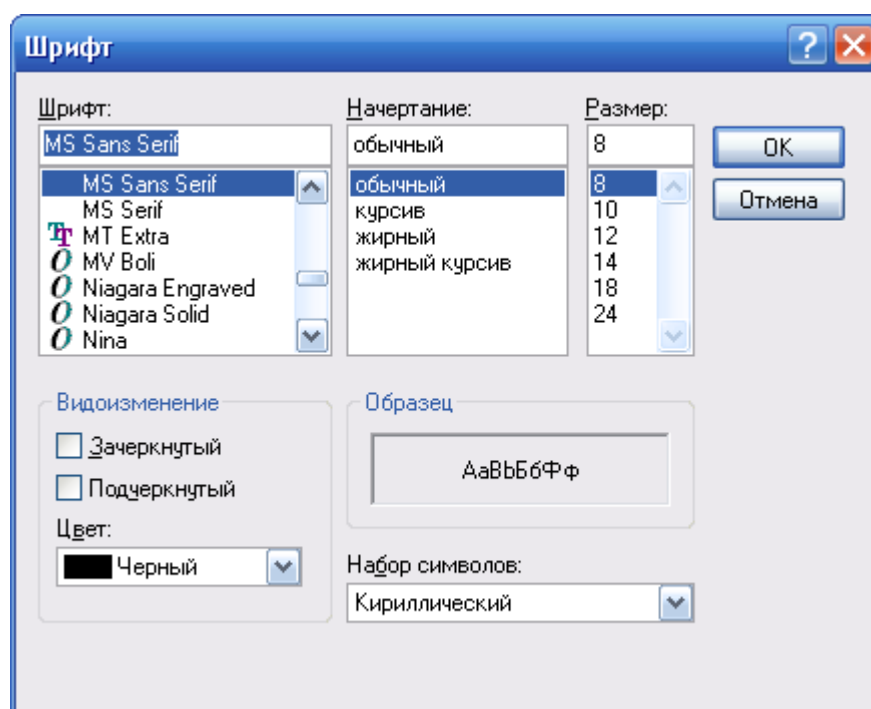 Шрифт
Шрифт:
MS Sans Serif
MS Sans Serif
MS Serif
MT Extra
MV Boli
Niagara Engraved
Niagara Solid
Nina
Начертание:
обычный
обычный
курсив
жирный
жирный курсив
Размер:
8
8
10
12
14
18
24
OK
Отмена
Видоизменение
Зачеркнутый
Подчеркнутый
Цвет:
Черный
Образец
АаВbБбФф
Набор символов:
Кириллический